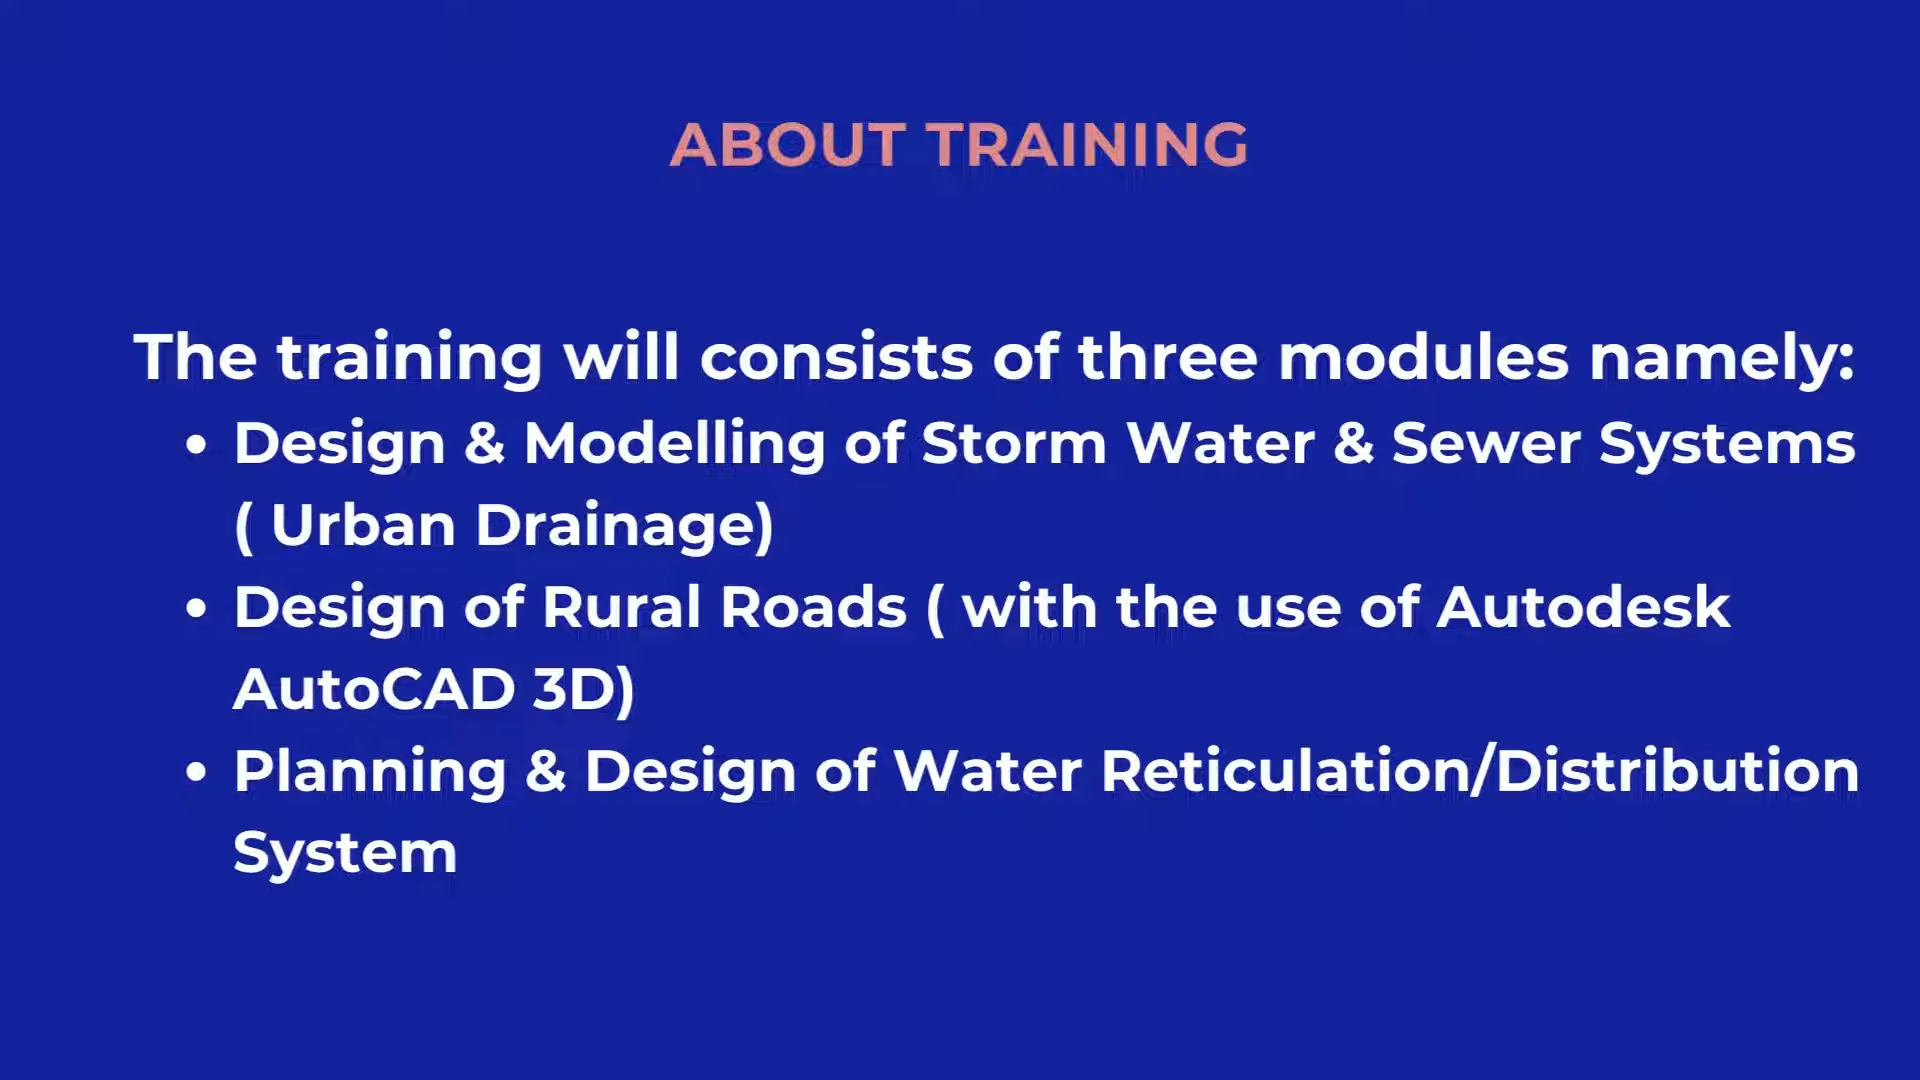 ABOUT TRAINING
The training will consists of three modules namely:
• Design & Modelling of Storm Water & Sewer Systems
( Urban Drainage)
• Design of Rural Roads ( with the use of Autodesk
AutoCAD 3D)
• Planning & Design of Water Reticulation/Distribution
System